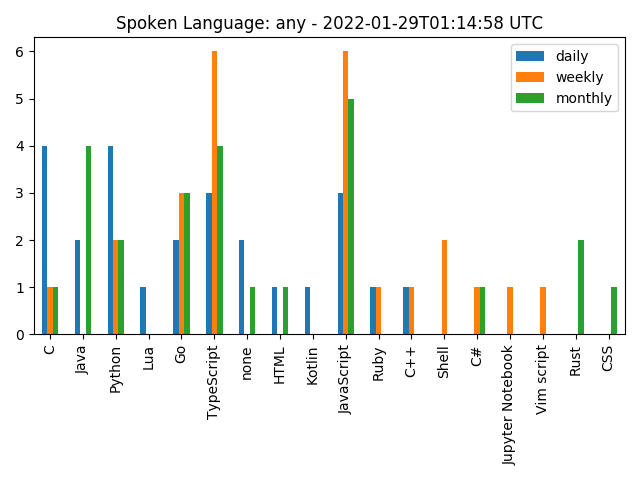 Spoken Language: any - 2022-01-29T01:14:58 UTC
daily
weekly
monthly
6
5
4
3
2
1
0
C
Java
Python
Lua
Go
TypeScript
none
HTML
Kotlin
JavaScript
Ruby
C++
Shell
C#
Jupyter Notebook
Vim script
Rust
CSS